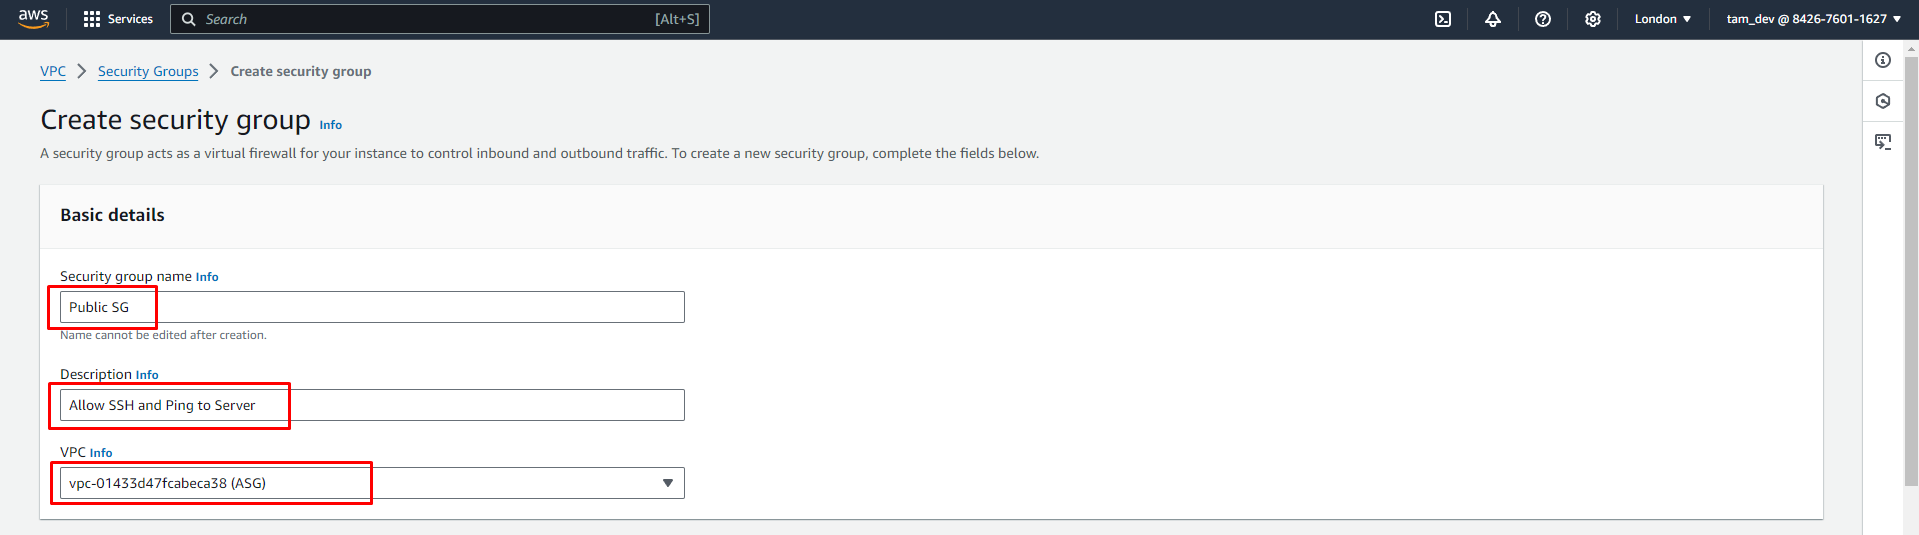 aws Services Search [Alt+S] London tam_dev @ 8426-7601-1627
VPC Security Groups Create security group
Create security group Info
A security group acts as a virtual firewall for your instance to control inbound and outbound traffic. To create a new security group, complete the fields below.
Basic details
Security group name Info
Public SG
Name cannot be edited after creation.
Description Info
Allow SSH and Ping to Server
VPC Info
vpc-01433d47fcabeca38 (ASG)